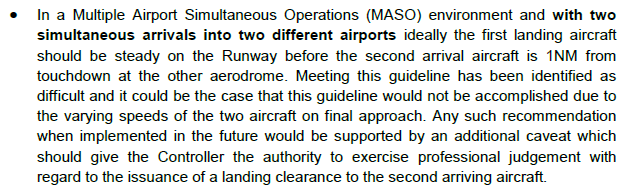 • In a Multiple Airport Simultaneous Operations (MASO) environment and with two
simultaneous arrivals into two different airports ideally the first landing aircraft
should be steady on the Runway before the second arrival aircraft is 1NM from
touchdown at the other aerodrome. Meeting this guideline has been identified as
difficult and it could be the case that this guideline would not be accomplished due to
the varying speeds of the two aircraft on final approach. Any such recommendation
when implemented in the future would be supported by an additional caveat which
should give the Controller the authority to exercise professional judgement with
regard to the issuance of a landing clearance to the second arriving aircraft.